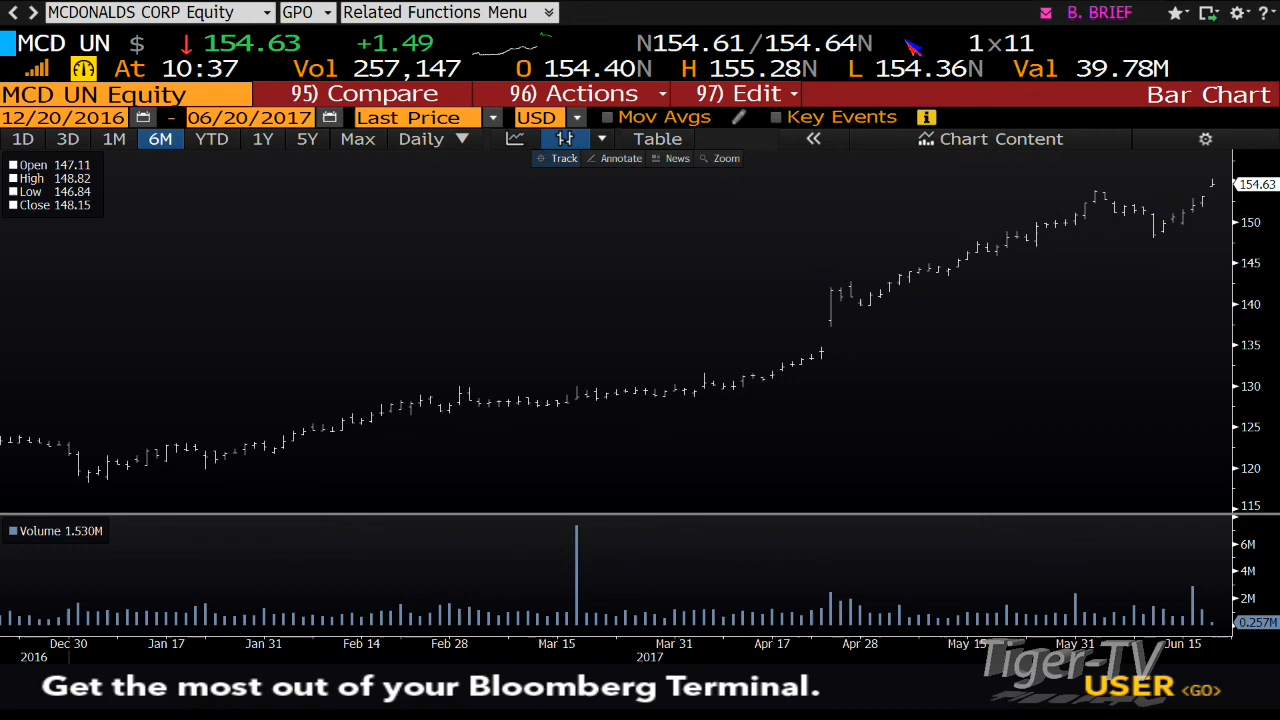 MCDONALDS CORP Equity GPO Related Functions Menu B. BRIEF ?
MCD UN $ 154.63 +1.49 N154.61/154.64N 1×11
At 10:37 Vol 257,147 O 154.40N H 155.28N L 154.36N Val 39.78M
MCD UN Equity 95) Compare 96) Actions 97) Edit Bar Chart
12/20/2016 - 06/20/2017 Last Price USD Mov Avgs Key Events i
1D 3D 1M 6M YTD 1Y 5Y Max Daily Table « Chart Content
Track Annotate News Zoom
Open 147.11
High 148.82
Low 146.84
Close 148.15
154.63
150
145
140
135
130
125
120
115
Volume 1.530M
6M
4M
2M
0.257M
Dec 30 Jan 17 Jan 31 Feb 14 Feb 28 Mar 15 Mar 31 Apr 17 Apr 28 May 15 May 31 Jun 15
2016 2017
Tiger-TV
Get the most out of your Bloomberg Terminal. USER <GO>